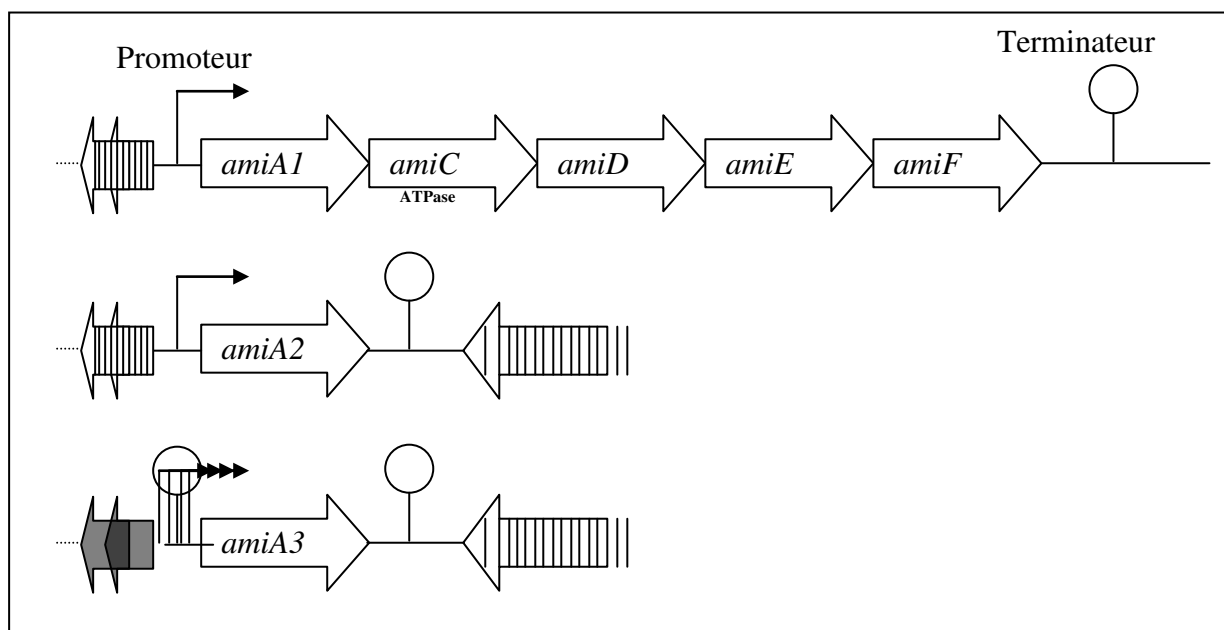 Promoteur
Terminateur
amiA1 amiC amiD amiE amiF
ATPase
amiA2
amiA3